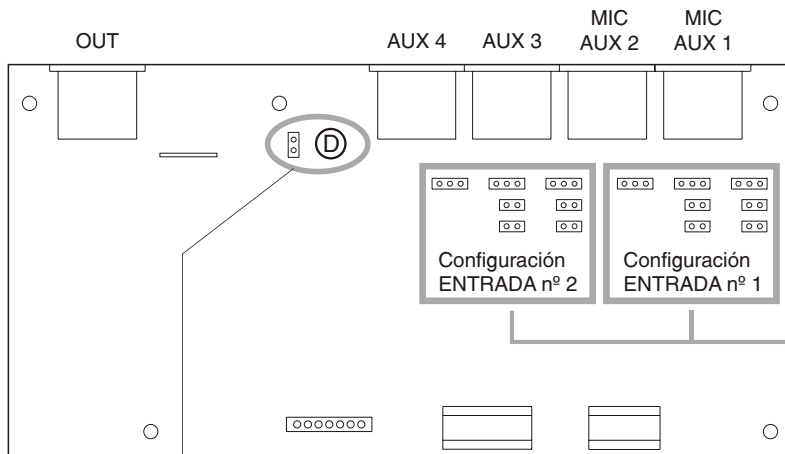 OUT
AUX 4
AUX 3
MIC
AUX 2
MIC
AUX 1
D
Configuración
ENTRADA nº 2
Configuración
ENTRADA nº 1